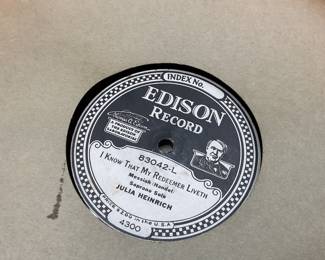 INDEX No.
EDISON
RECORD
83042-L
I KNOW THAT MY REDEEMER LIVETH
Messiah (Handel)
Soprano Solo
JULIA HEINRICH
4300